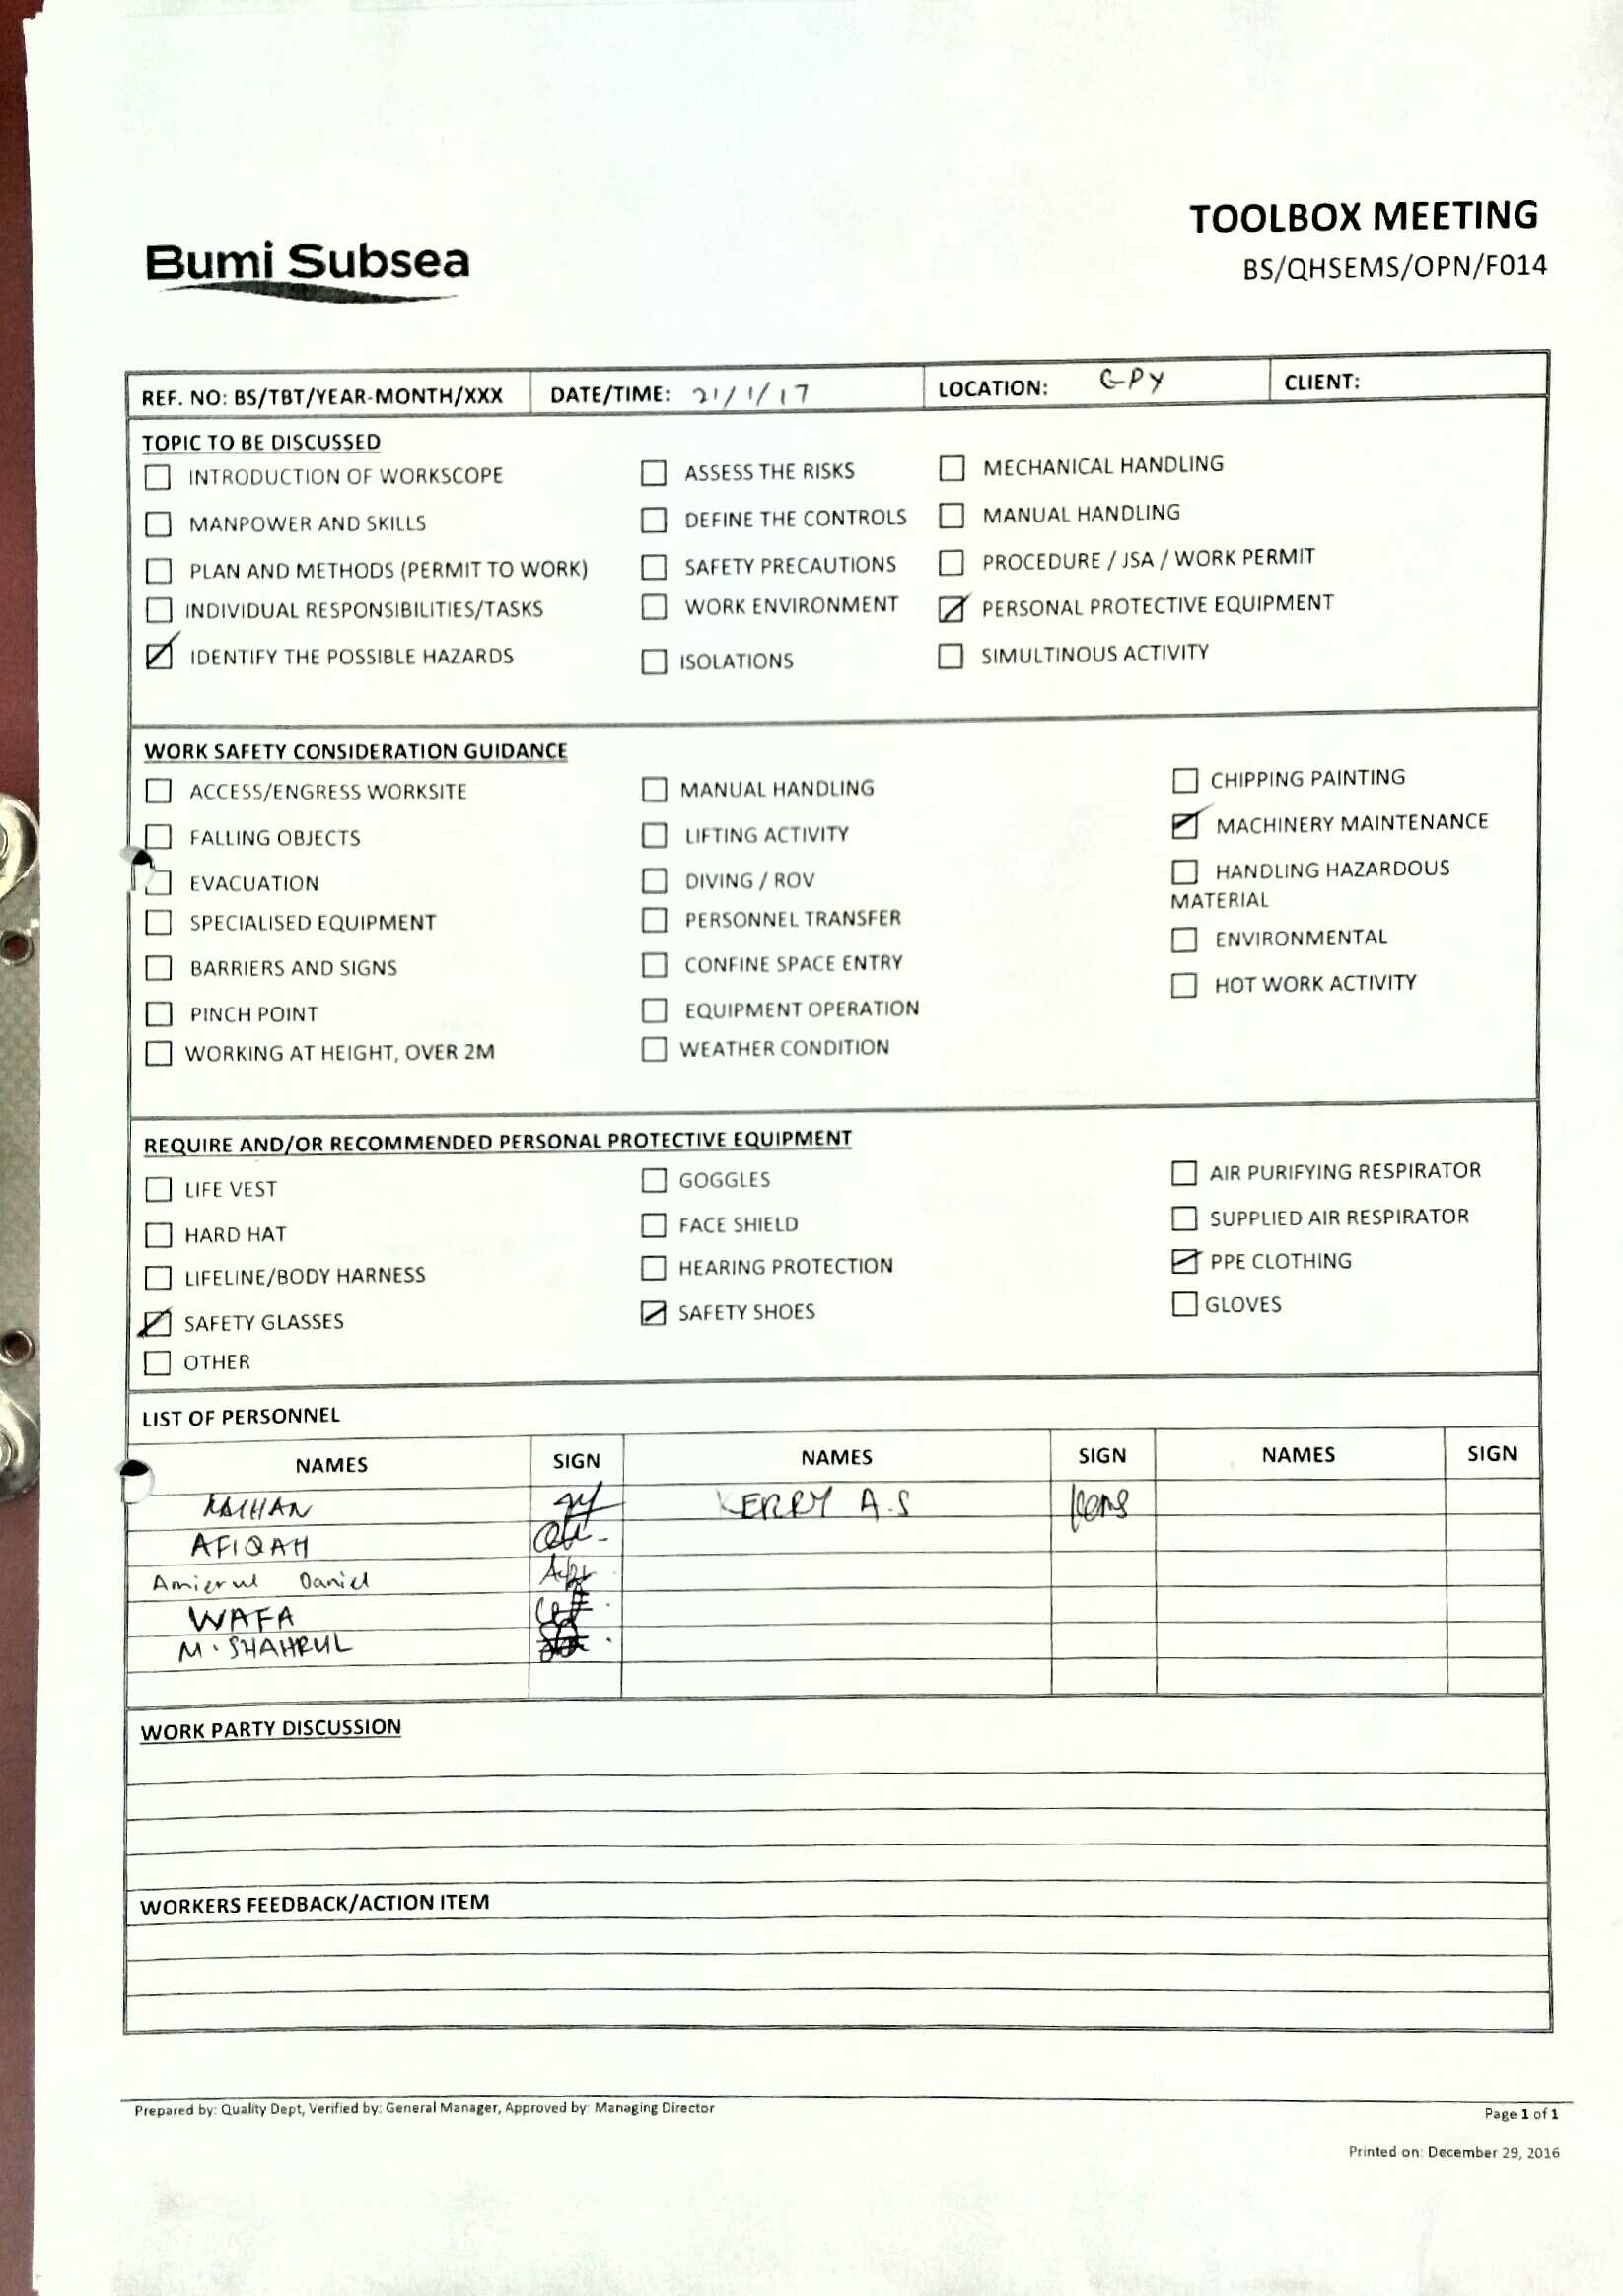 TOOLBOX MEETING
Bumi Subsea
BS/QHSEMS/OPN/F014
REF. NO: BS/TBT/YEAR-MONTH/XXX DATE/TIME: 21/1/17 LOCATION: GPY CLIENT:
TOPIC TO BE DISCUSSED
INTRODUCTION OF WORKSCOPE ASSESS THE RISKS MECHANICAL HANDLING
MANPOWER AND SKILLS DEFINE THE CONTROLS MANUAL HANDLING
PLAN AND METHODS (PERMIT TO WORK) SAFETY PRECAUTIONS PROCEDURE / JSA / WORK PERMIT
INDIVIDUAL RESPONSIBILITIES/TASKS WORK ENVIRONMENT PERSONAL PROTECTIVE EQUIPMENT
IDENTIFY THE POSSIBLE HAZARDS ISOLATIONS SIMULTINOUS ACTIVITY
WORK SAFETY CONSIDERATION GUIDANCE
ACCESS/ENGRESS WORKSITE MANUAL HANDLING CHIPPING PAINTING
FALLING OBJECTS LIFTING ACTIVITY MACHINERY MAINTENANCE
EVACUATION DIVING / ROV HANDLING HAZARDOUS
MATERIAL
SPECIALISED EQUIPMENT PERSONNEL TRANSFER ENVIRONMENTAL
BARRIERS AND SIGNS CONFINE SPACE ENTRY HOT WORK ACTIVITY
PINCH POINT EQUIPMENT OPERATION
WORKING AT HEIGHT, OVER 2M WEATHER CONDITION
REQUIRE AND/OR RECOMMENDED PERSONAL PROTECTIVE EQUIPMENT
LIFE VEST GOGGLES AIR PURIFYING RESPIRATOR
HARD HAT FACE SHIELD SUPPLIED AIR RESPIRATOR
LIFELINE/BODY HARNESS HEARING PROTECTION PPE CLOTHING
SAFETY GLASSES SAFETY SHOES GLOVES
OTHER
LIST OF PERSONNEL
NAMES SIGN NAMES SIGN NAMES SIGN
KERRY A.S
AFIQAH
Amierul Daniel
WAFA
M. SHAHRUL
WORK PARTY DISCUSSION
WORKERS FEEDBACK/ACTION ITEM
Prepared by: Quality Dept, Verified by: General Manager, Approved by: Managing Director
Page 1 of 1
Printed on: December 29, 2016